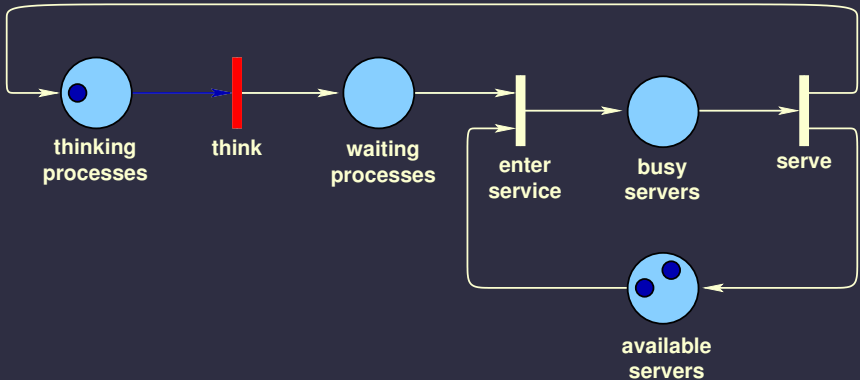 thinking
processes
think
waiting
processes
enter
service
busy
servers
serve
available
servers